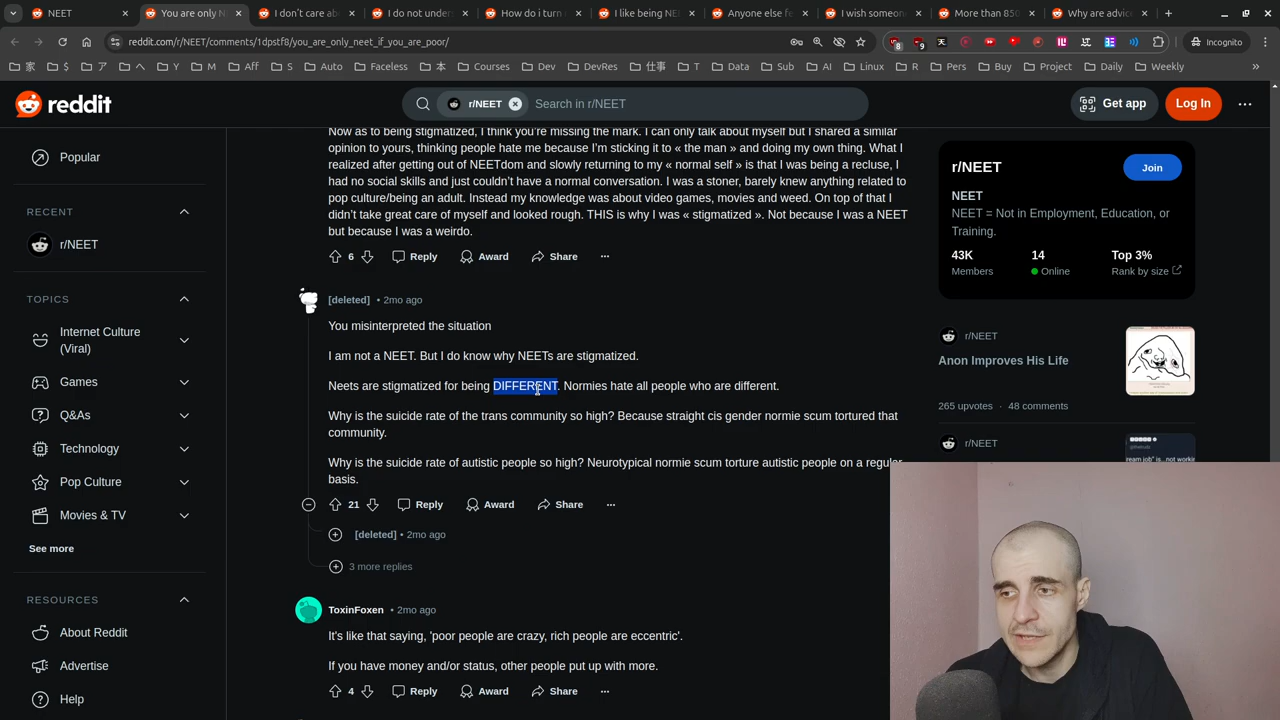 NEET
You are only N
I don't care abo
I do not unders
How do i turn o
I like being NE
Anyone else fe
I wish someon
More than 850
Why are advic
reddit.com/r/NEET/comments/1dpstf8/you_are_only_neet_if_you_are_poor/
8
9
Incognito
家
$
ア
へ
Y
M
Aff
S
Auto
Faceless
本
Courses
Dev
DevRes
仕事
T
Data
Sub
AI
Linux
R
Pers
Buy
Project
Daily
Weekly
»
reddit
r/NEET
Search in r/NEET
Get app
Log In
Popular
RECENT
r/NEET
TOPICS
Internet Culture
(Viral)
Games
Q&As
Technology
Pop Culture
Movies & TV
See more
RESOURCES
About Reddit
Advertise
Help
Now as to being stigmatized, I think you're missing the mark. I can only talk about myself but I shared a similar
opinion to yours, thinking people hate me because I'm sticking it to « the man » and doing my own thing. What I
realized after getting out of NEETdom and slowly returning to my « normal self » is that I was being a recluse, I
had no social skills and just couldn't have a normal conversation. I was a stoner, barely knew anything related to
pop culture/being an adult. Instead my knowledge was about video games, movies and weed. On top of that I
didn't take great care of myself and looked rough. THIS is why I was « stigmatized ». Not because I was a NEET
but because I was a weirdo.
6 Reply Award Share
[deleted] • 2mo ago
You misinterpreted the situation
I am not a NEET. But I do know why NEETs are stigmatized.
Neets are stigmatized for being DIFFERENT. Normies hate all people who are different.
Why is the suicide rate of the trans community so high? Because straight cis gender normie scum tortured that
community.
Why is the suicide rate of autistic people so high? Neurotypical normie scum torture autistic people on a regular
basis.
21 Reply Award Share
[deleted] • 2mo ago
3 more replies
ToxinFoxen • 2mo ago
It's like that saying, 'poor people are crazy, rich people are eccentric'.
If you have money and/or status, other people put up with more.
4 Reply Award Share
r/NEET
Join
NEET
NEET = Not in Employment, Education, or
Training.
43K 14 Top 3%
Members Online Rank by size
r/NEET
Anon Improves His Life
265 upvotes • 48 comments
r/NEET